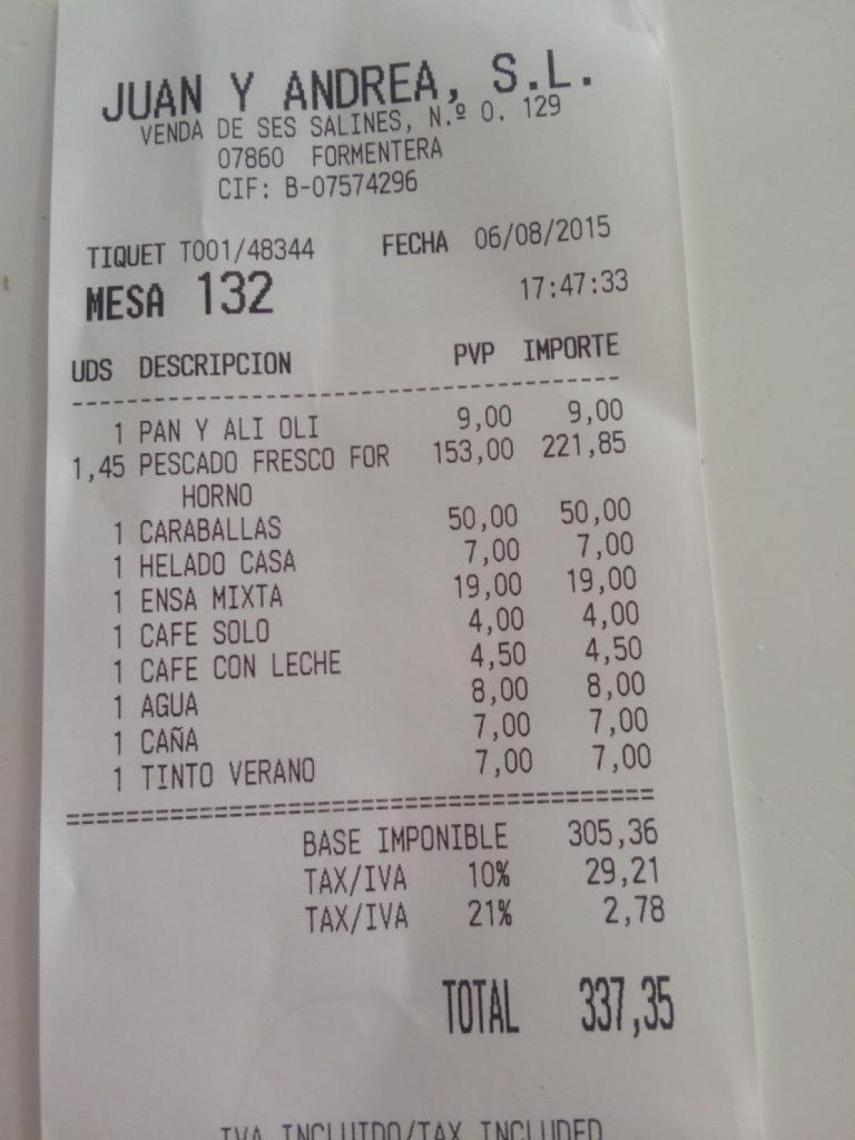 JUAN Y ANDREA, S.L.
VENDA DE SES SALINES, N.º O. 129
07860 FORMENTERA
CIF: B-07574296
TIQUET T001/48344 FECHA 06/08/2015
MESA 132 17:47:33
UDS DESCRIPCION PVP IMPORTE
1 PAN Y ALI OLI 9,00 9,00
1,45 PESCADO FRESCO FOR 153,00 221,85
HORNO
1 CARABALLAS 50,00 50,00
1 HELADO CASA 7,00 7,00
1 ENSA MIXTA 19,00 19,00
1 CAFE SOLO 4,00 4,00
1 CAFE CON LECHE 4,50 4,50
1 AGUA 8,00 8,00
1 CAÑA 7,00 7,00
1 TINTO VERANO 7,00 7,00
BASE IMPONIBLE 305,36
TAX/IVA 10% 29,21
TAX/IVA 21% 2,78
TOTAL 337,35
IVA INCLUIDO/TAX INCLUDED